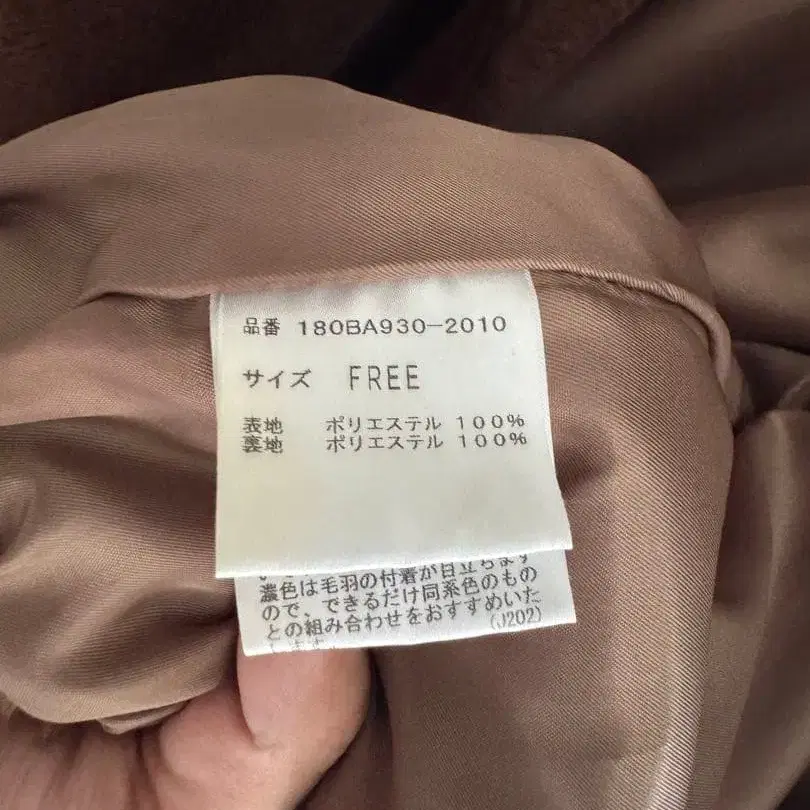 品番 180BA930-2010
サイズ FREE
表地 ポリエステル 100%
裏地 ポリエステル 100%
濃色は毛羽の付着が目立ちます
ので、できるだけ同系色のもの
との組み合わせをおすすめいた
します。
(J202)